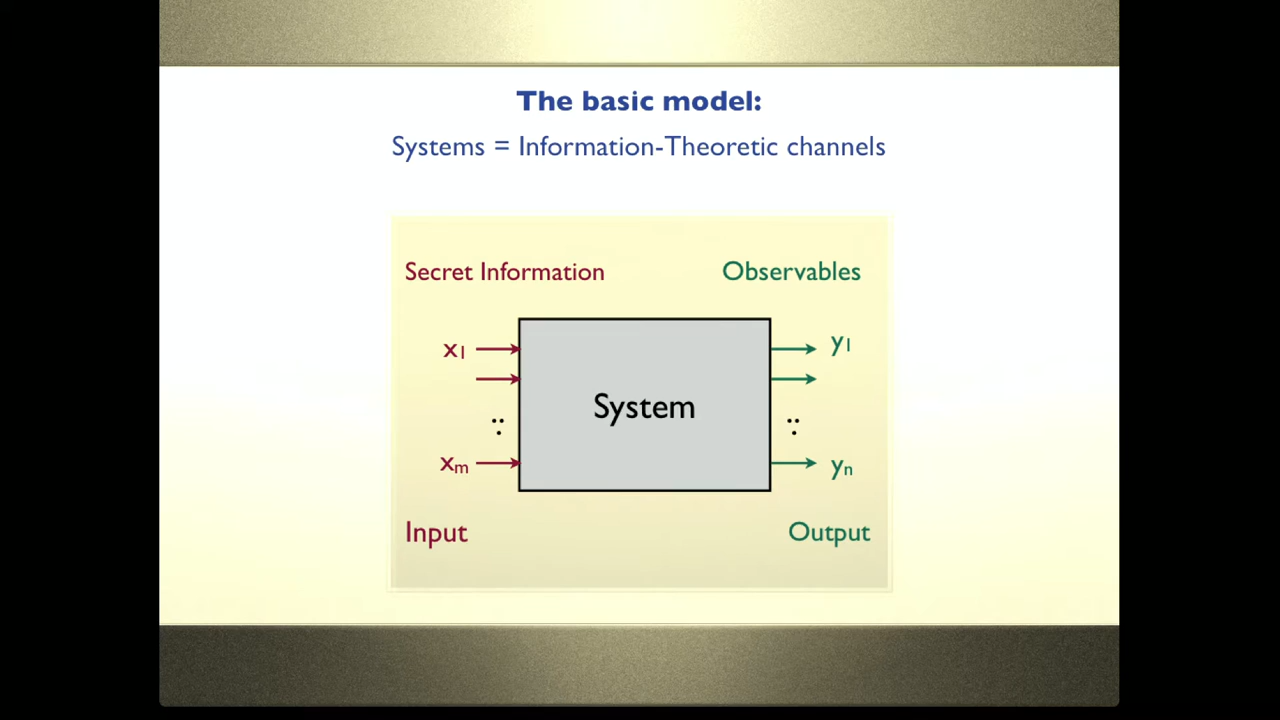 The basic model:
Systems = Information-Theoretic channels
Secret Information
Observables
x1
y1
System
xm
yn
Input
Output